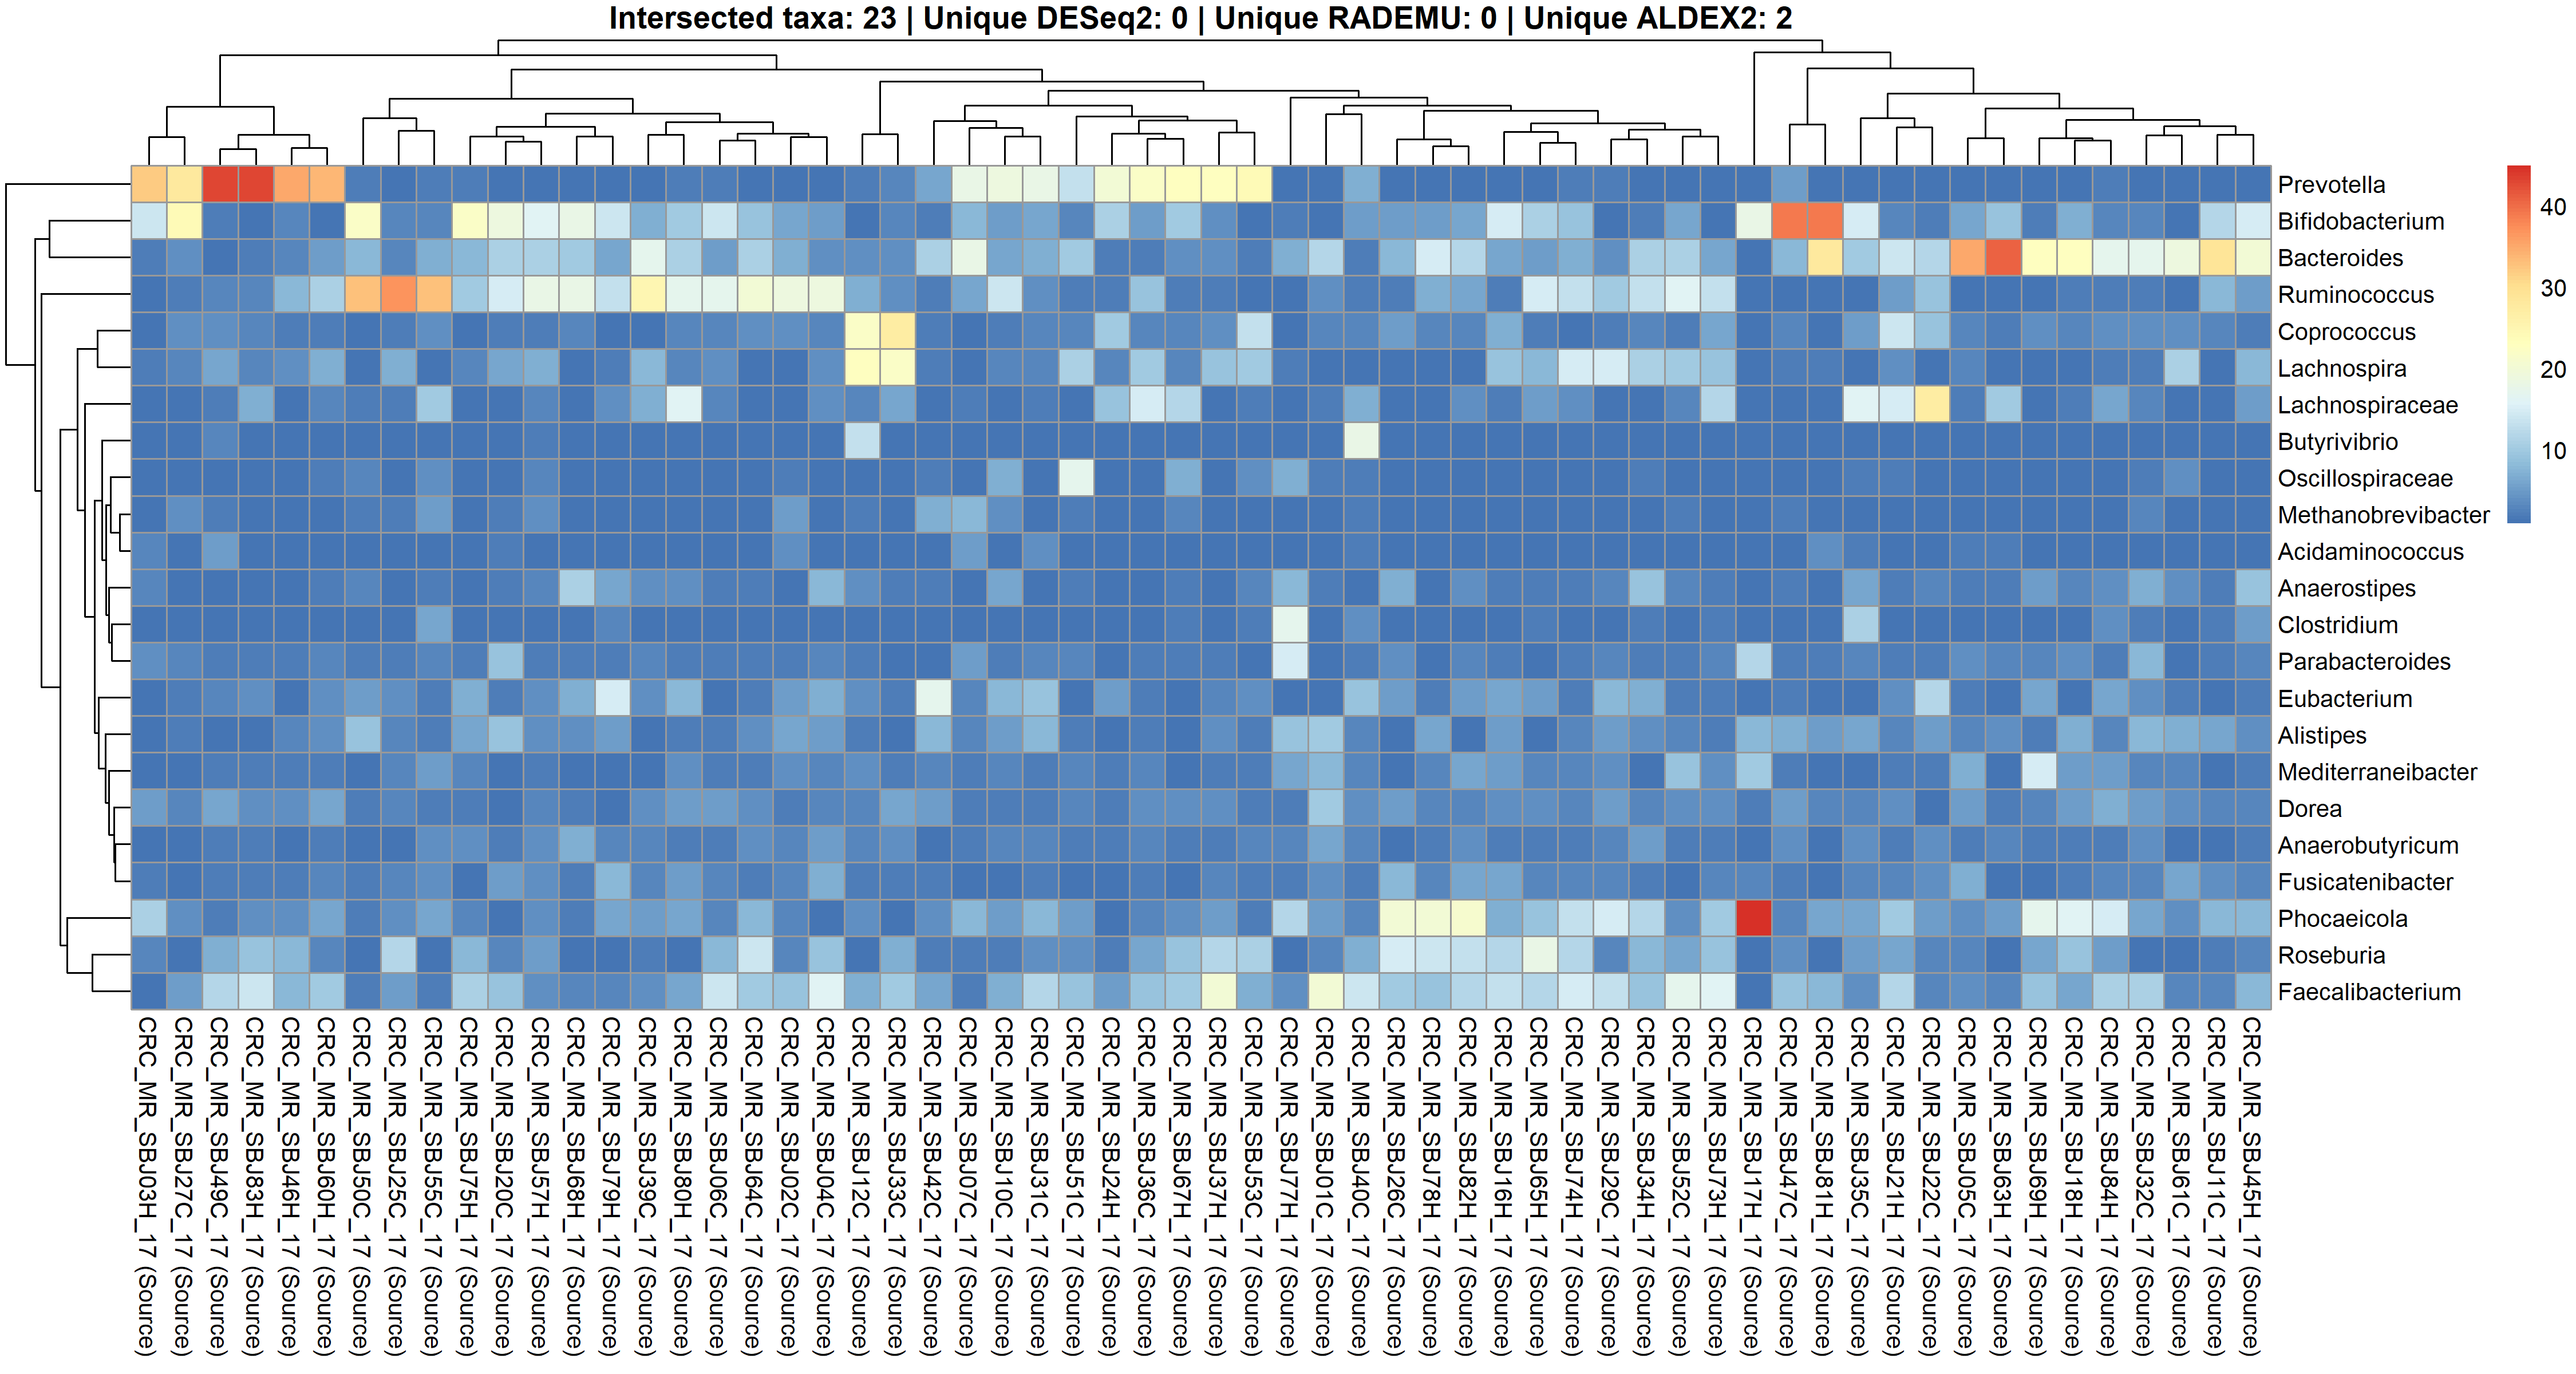 Intersected taxa: 23 | Unique DESeq2: 0 | Unique RADEMU: 0 | Unique ALDEX2: 2
Prevotella
Bifidobacterium
Bacteroides
Ruminococcus
Coprococcus
Lachnospira
Lachnospiraceae
Butyrivibrio
Oscillospiraceae
Methanobrevibacter
Acidaminococcus
Anaerostipes
Clostridium
Parabacteroides
Eubacterium
Alistipes
Mediterraneibacter
Dorea
Anaerobutyricum
Fusicatenibacter
Phocaeicola
Roseburia
Faecalibacterium
40
30
20
10
CRC_MR_SBJ03H_17 (Source)
CRC_MR_SBJ27C_17 (Source)
CRC_MR_SBJ49C_17 (Source)
CRC_MR_SBJ83H_17 (Source)
CRC_MR_SBJ46H_17 (Source)
CRC_MR_SBJ60H_17 (Source)
CRC_MR_SBJ50C_17 (Source)
CRC_MR_SBJ25C_17 (Source)
CRC_MR_SBJ55C_17 (Source)
CRC_MR_SBJ75H_17 (Source)
CRC_MR_SBJ20C_17 (Source)
CRC_MR_SBJ57H_17 (Source)
CRC_MR_SBJ68H_17 (Source)
CRC_MR_SBJ79H_17 (Source)
CRC_MR_SBJ39C_17 (Source)
CRC_MR_SBJ80H_17 (Source)
CRC_MR_SBJ06C_17 (Source)
CRC_MR_SBJ64C_17 (Source)
CRC_MR_SBJ02C_17 (Source)
CRC_MR_SBJ04C_17 (Source)
CRC_MR_SBJ12C_17 (Source)
CRC_MR_SBJ33C_17 (Source)
CRC_MR_SBJ42C_17 (Source)
CRC_MR_SBJ07C_17 (Source)
CRC_MR_SBJ10C_17 (Source)
CRC_MR_SBJ31C_17 (Source)
CRC_MR_SBJ51C_17 (Source)
CRC_MR_SBJ24H_17 (Source)
CRC_MR_SBJ36C_17 (Source)
CRC_MR_SBJ67H_17 (Source)
CRC_MR_SBJ37H_17 (Source)
CRC_MR_SBJ53C_17 (Source)
CRC_MR_SBJ77H_17 (Source)
CRC_MR_SBJ01C_17 (Source)
CRC_MR_SBJ40C_17 (Source)
CRC_MR_SBJ26C_17 (Source)
CRC_MR_SBJ78H_17 (Source)
CRC_MR_SBJ82H_17 (Source)
CRC_MR_SBJ16H_17 (Source)
CRC_MR_SBJ65H_17 (Source)
CRC_MR_SBJ74H_17 (Source)
CRC_MR_SBJ29C_17 (Source)
CRC_MR_SBJ34H_17 (Source)
CRC_MR_SBJ52C_17 (Source)
CRC_MR_SBJ73H_17 (Source)
CRC_MR_SBJ17H_17 (Source)
CRC_MR_SBJ47C_17 (Source)
CRC_MR_SBJ81H_17 (Source)
CRC_MR_SBJ35C_17 (Source)
CRC_MR_SBJ21H_17 (Source)
CRC_MR_SBJ22C_17 (Source)
CRC_MR_SBJ05C_17 (Source)
CRC_MR_SBJ63H_17 (Source)
CRC_MR_SBJ69H_17 (Source)
CRC_MR_SBJ18H_17 (Source)
CRC_MR_SBJ84H_17 (Source)
CRC_MR_SBJ32C_17 (Source)
CRC_MR_SBJ61C_17 (Source)
CRC_MR_SBJ11C_17 (Source)
CRC_MR_SBJ45H_17 (Source)